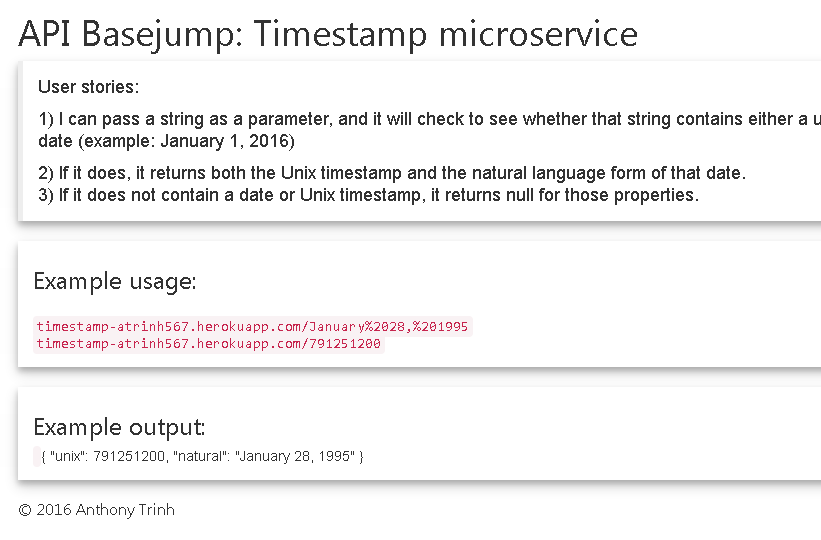 API Basejump: Timestamp microservice
User stories:
1) I can pass a string as a parameter, and it will check to see whether that string contains either a u
date (example: January 1, 2016)
2) If it does, it returns both the Unix timestamp and the natural language form of that date.
3) If it does not contain a date or Unix timestamp, it returns null for those properties.
Example usage:
timestamp-atrinh567.herokuapp.com/January%2028,%201995
timestamp-atrinh567.herokuapp.com/791251200
Example output:
{ "unix": 791251200, "natural": "January 28, 1995" }
© 2016 Anthony Trinh